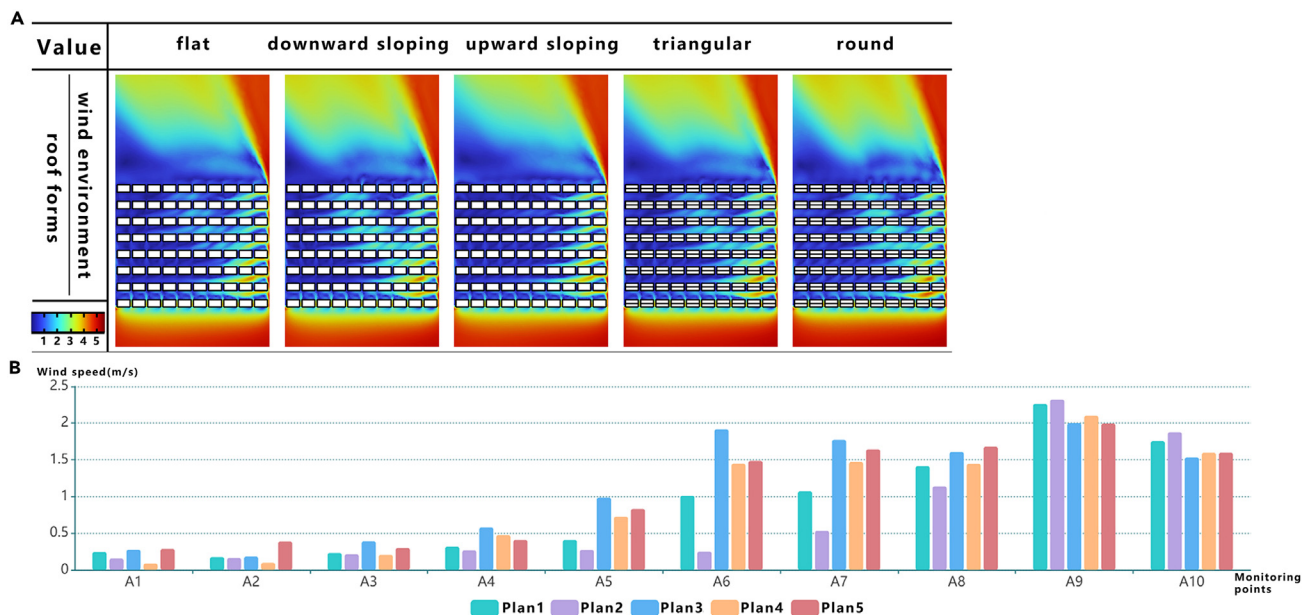 A
Value flat downward sloping upward sloping triangular round
wind environment
roof forms
1 2 3 4 5
B
Wind speed(m/s)
2.5
2
1.5
1
0.5
0
A1 A2 A3 A4 A5 A6 A7 A8 A9 A10
Monitoring
points
Plan1 Plan2 Plan3 Plan4 Plan5